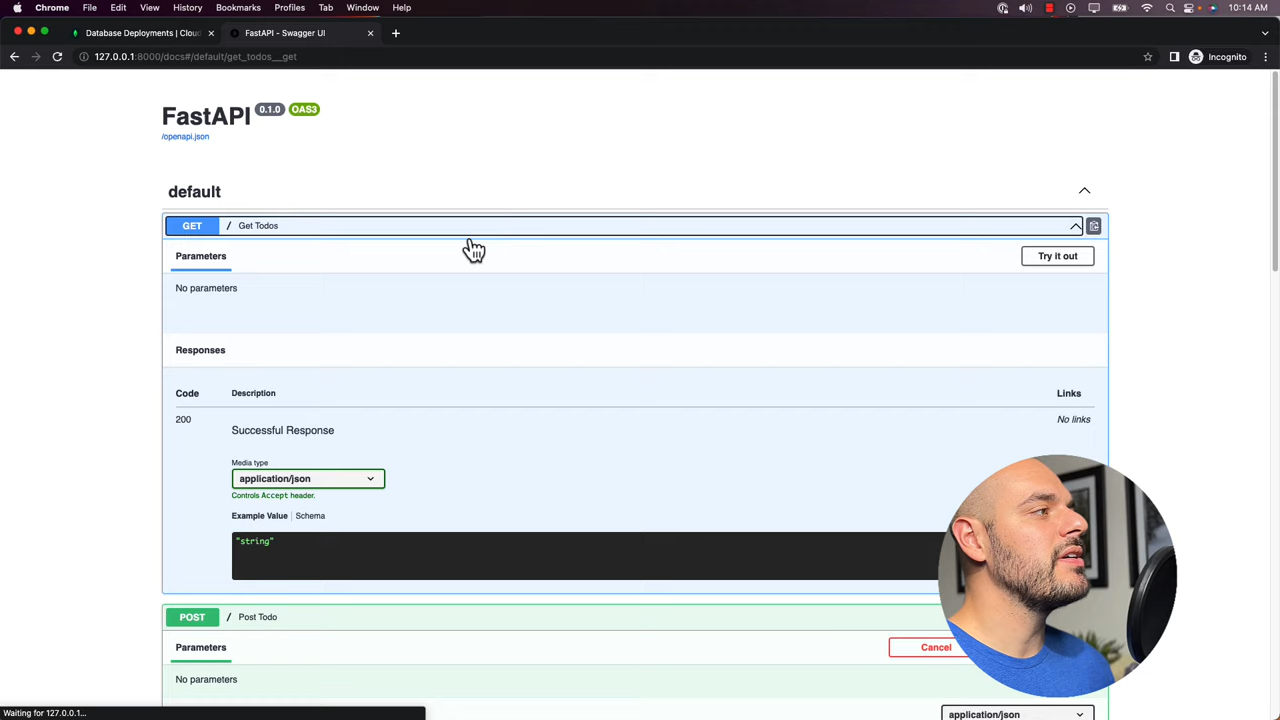 Chrome File Edit View History Bookmarks Profiles Tab Window Help 10:14 AM
Database Deployments | Cloud FastAPI - Swagger UI
127.0.0.1:8000/docs#/default/get_todos__get Incognito
FastAPI 0.1.0 OAS3
/openapi.json
default
GET / Get Todos
Parameters Try it out
No parameters
Responses
Code Description Links
200 Successful Response No links
Media type
application/json
Controls Accept header.
Example Value Schema
"string"
POST / Post Todo
Parameters Cancel
No parameters
application/json
Waiting for 127.0.0.1...